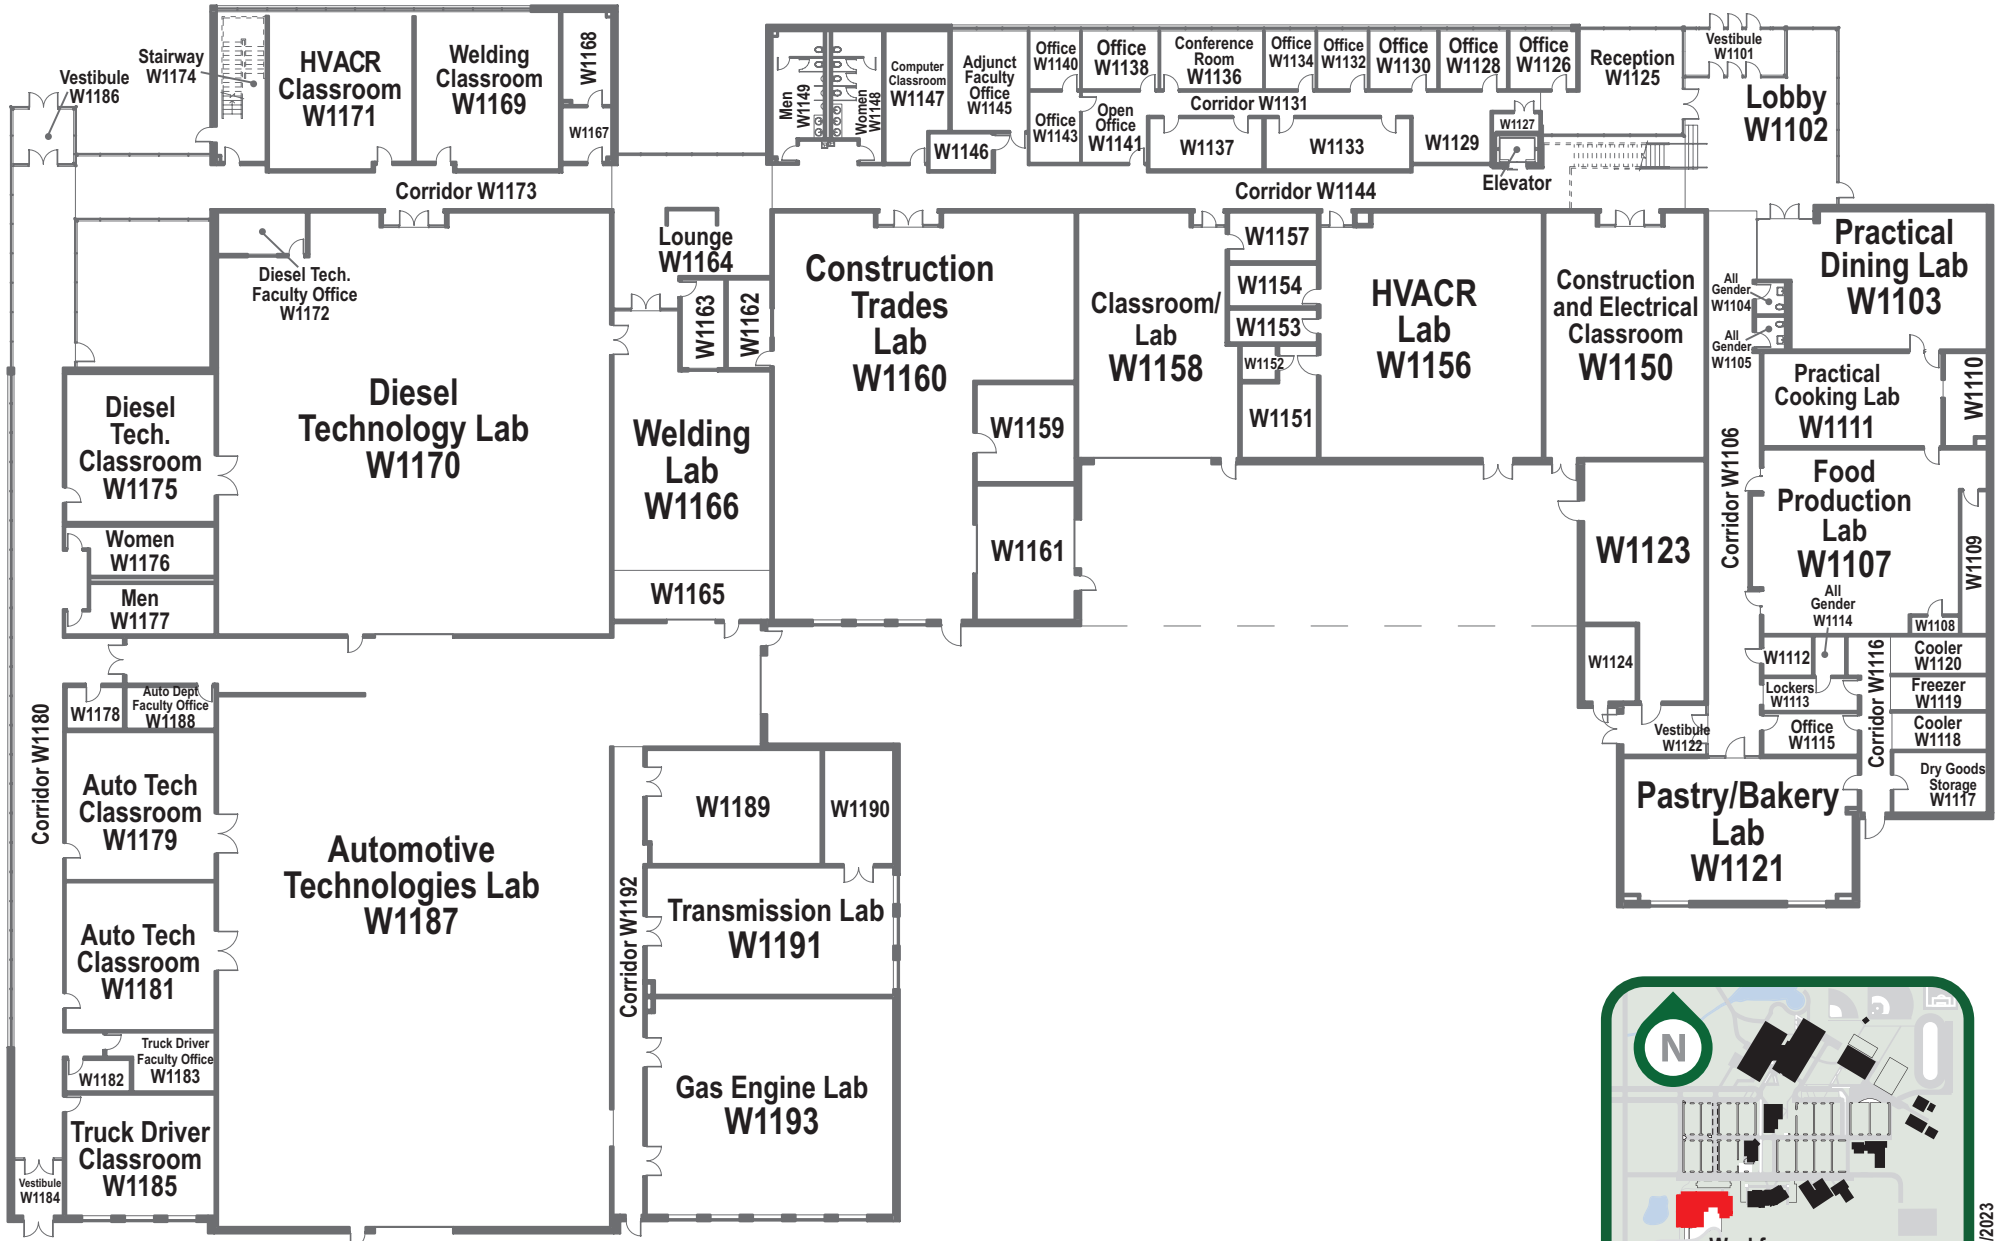 Stairway
W1174
Vestibule
W1186
HVACR
Classroom
W1171
Welding
Classroom
W1169
W1168
W1167
Corridor W1173
Men
W1149
Women
W1148
Computer
Classroom
W1147
Adjunct
Faculty
Office
W1145
W1146
Office
W1140
Office
W1138
Conference
Room
W1136
Office
W1134
Office
W1132
Office
W1130
Office
W1128
Office
W1126
Reception
W1125
Vestibule
W1101
Lobby
W1102
Corridor W1131
Office
W1143
Open
Office
W1141
W1137
W1133
W1129
W1127
Elevator
Corridor W1144
Diesel Tech.
Faculty Office
W1172
Diesel
Technology Lab
W1170
Lounge
W1164
W1163
W1162
Welding
Lab
W1166
W1165
Construction
Trades
Lab
W1160
W1159
W1161
Classroom/
Lab
W1158
W1157
W1154
W1153
W1152
W1151
HVACR
Lab
W1156
Construction
and Electrical
Classroom
W1150
All
Gender
W1104
All
Gender
W1105
Practical
Dining Lab
W1103
Practical
Cooking Lab
W1111
W1110
Corridor W1106
Food
Production
Lab
W1107
W1109
W1108
All
Gender
W1114
W1112
Lockers
W1113
Office
W1115
Corridor W1116
Cooler
W1120
Freezer
W1119
Cooler
W1118
Dry Goods
Storage
W1117
W1123
W1124
Vestibule
W1122
Pastry/Bakery
Lab
W1121
Diesel
Tech.
Classroom
W1175
Women
W1176
Men
W1177
Corridor W1180
W1178
Auto Dept
Faculty Office
W1188
Auto Tech
Classroom
W1179
Auto Tech
Classroom
W1181
Truck Driver
Faculty Office
W1183
W1182
Truck Driver
Classroom
W1185
Vestibule
W1184
Automotive
Technologies Lab
W1187
Corridor W1192
W1189
W1190
Transmission Lab
W1191
Gas Engine Lab
W1193
N
/2023